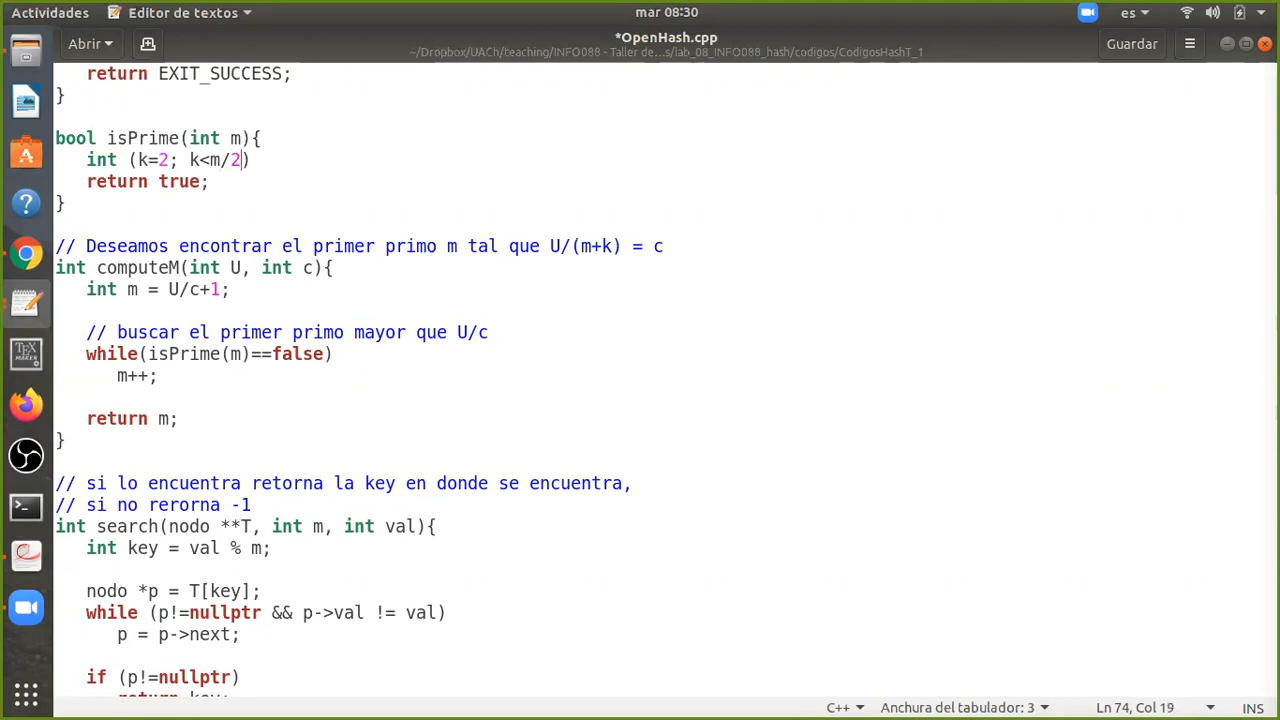 Actividades Editor de textos mar 08:30 es
Abrir *OpenHash.cpp Guardar
~/Dropbox/UACh/teaching/INFO088 - Taller de…s/lab_08_INFO088_hash/codigos/CodigosHashT_1
return EXIT_SUCCESS;
}
bool isPrime(int m){
int (k=2; k<m/2)
return true;
}
// Deseamos encontrar el primer primo m tal que U/(m+k) = c
int computeM(int U, int c){
int m = U/c+1;
// buscar el primer primo mayor que U/c
while(isPrime(m)==false)
m++;
return m;
}
// si lo encuentra retorna la key en donde se encuentra,
// si no rerorna -1
int search(nodo **T, int m, int val){
int key = val % m;
nodo *p = T[key];
while (p!=nullptr && p->val != val)
p = p->next;
if (p!=nullptr)
return key;
C++ Anchura del tabulador: 3 Ln 74, Col 19 INS